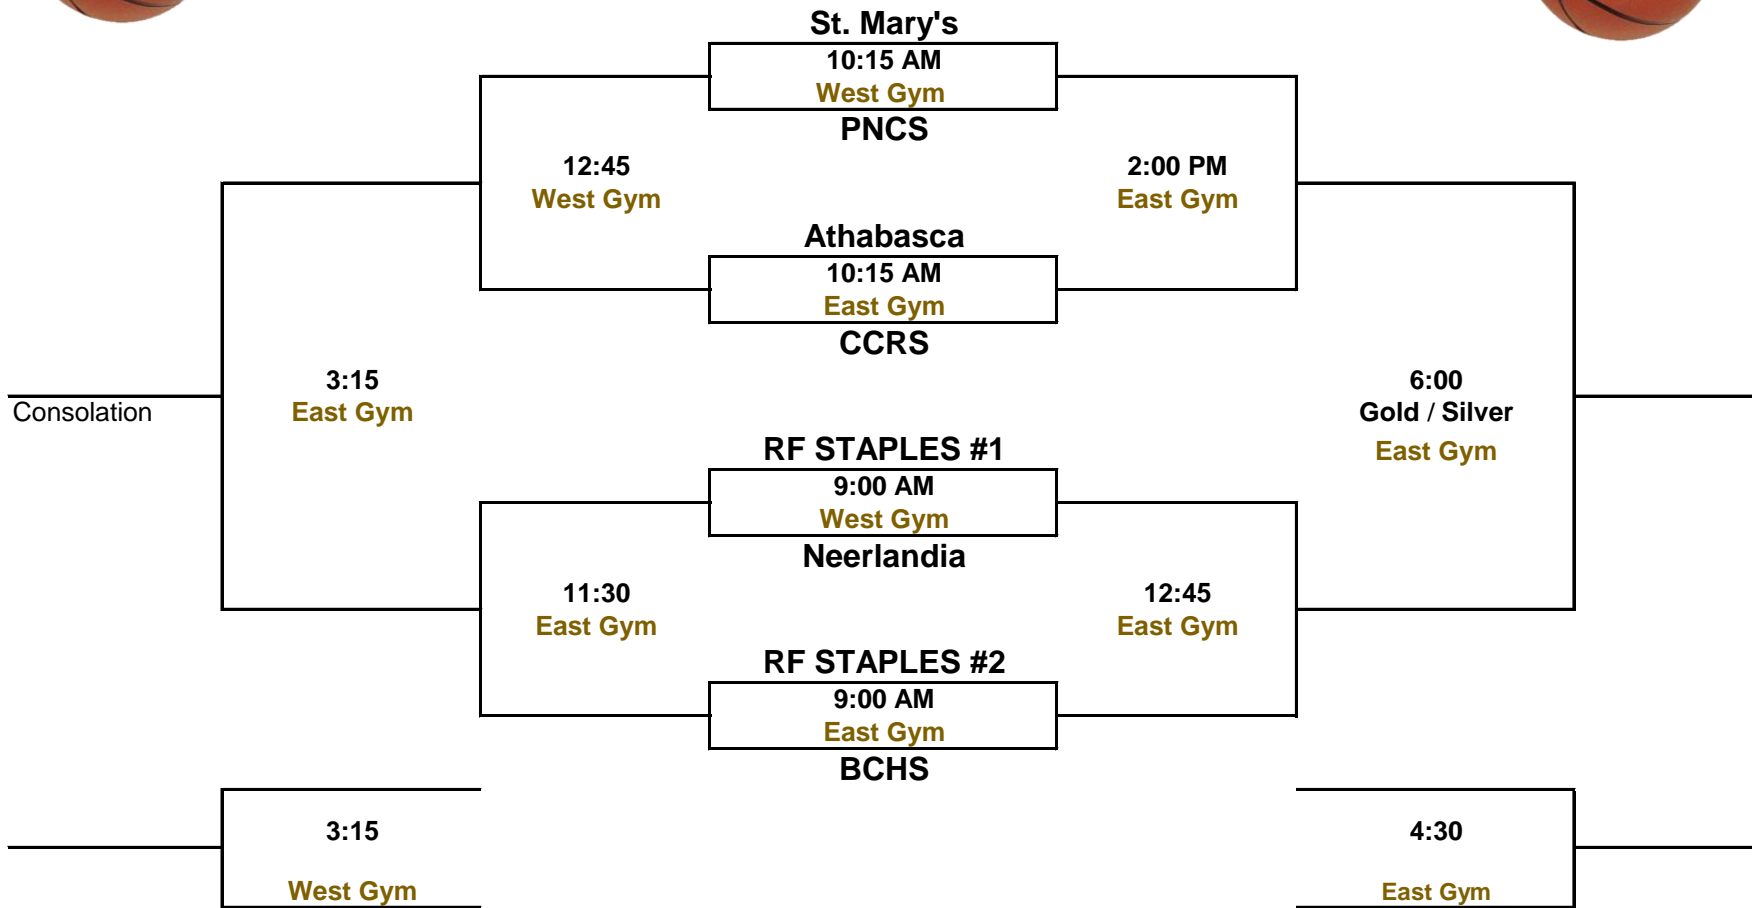 St. Mary's
10:15 AM
West Gym
PNCS
12:45
West Gym
2:00 PM
East Gym
Athabasca
10:15 AM
East Gym
CCRS
3:15
East Gym
Consolation
6:00
Gold / Silver
East Gym
RF STAPLES #1
9:00 AM
West Gym
Neerlandia
11:30
East Gym
12:45
East Gym
RF STAPLES #2
9:00 AM
East Gym
BCHS
3:15
West Gym
4:30
East Gym